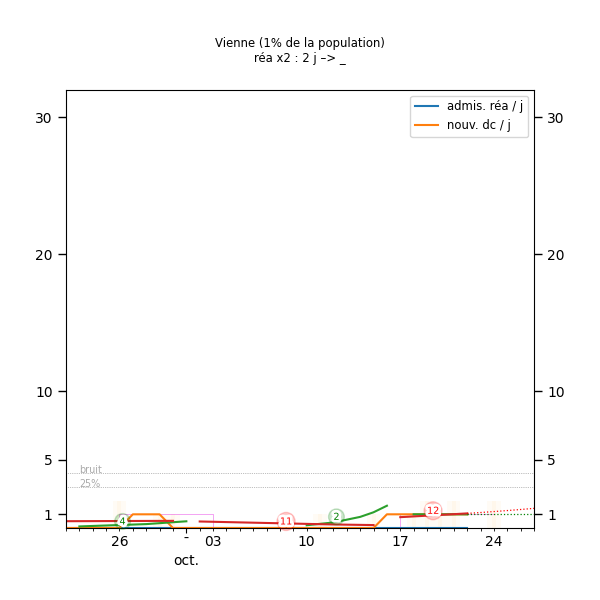 Vienne (1% de la population)
réa x2 : 2 j –> _
admis. réa / j
nouv. dc / j
30 30
20 20
10 10
5 5
bruit
25%
1 4 11 2 12 1
26 - 03 10 17 24
oct.